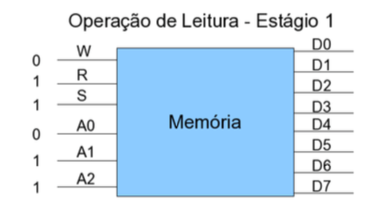 Operação de Leitura - Estágio 1
0 W
1 R
1 S
0 A0
1 A1
1 A2
Memória
D0
D1
D2
D3
D4
D5
D6
D7